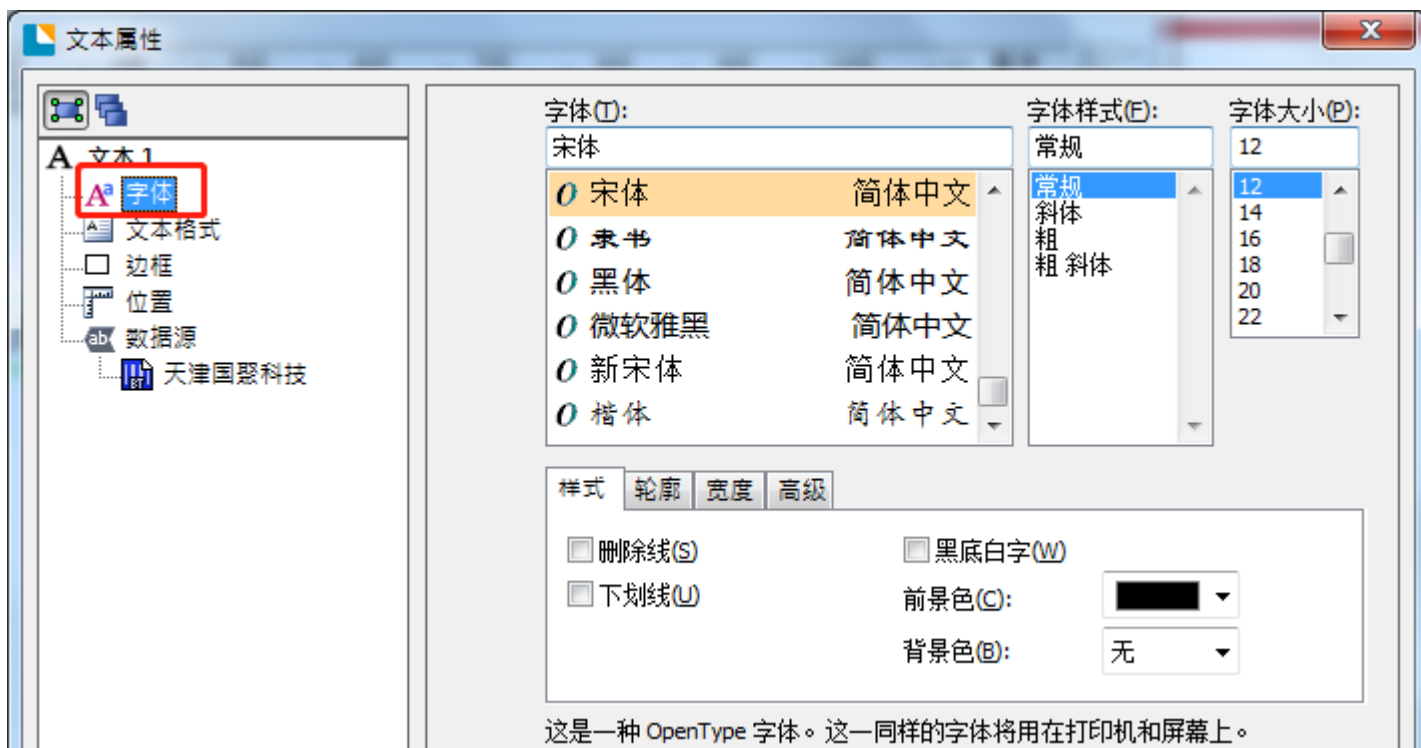 文本属性
A 文本 1
Aa 字体
文本格式
边框
位置
数据源
天津国聚科技
字体(T):
宋体
宋体 简体中文
隶书 简体中文
黑体 简体中文
微软雅黑 简体中文
新宋体 简体中文
楷体 简体中文
字体样式(F):
常规
常规
斜体
粗
粗 斜体
字体大小(P):
12
12
14
16
18
20
22
样式 轮廓 宽度 高级
删除线(S) 黑底白字(W)
下划线(U) 前景色(C):
背景色(B): 无
这是一种 OpenType 字体。这一同样的字体将用在打印机和屏幕上。